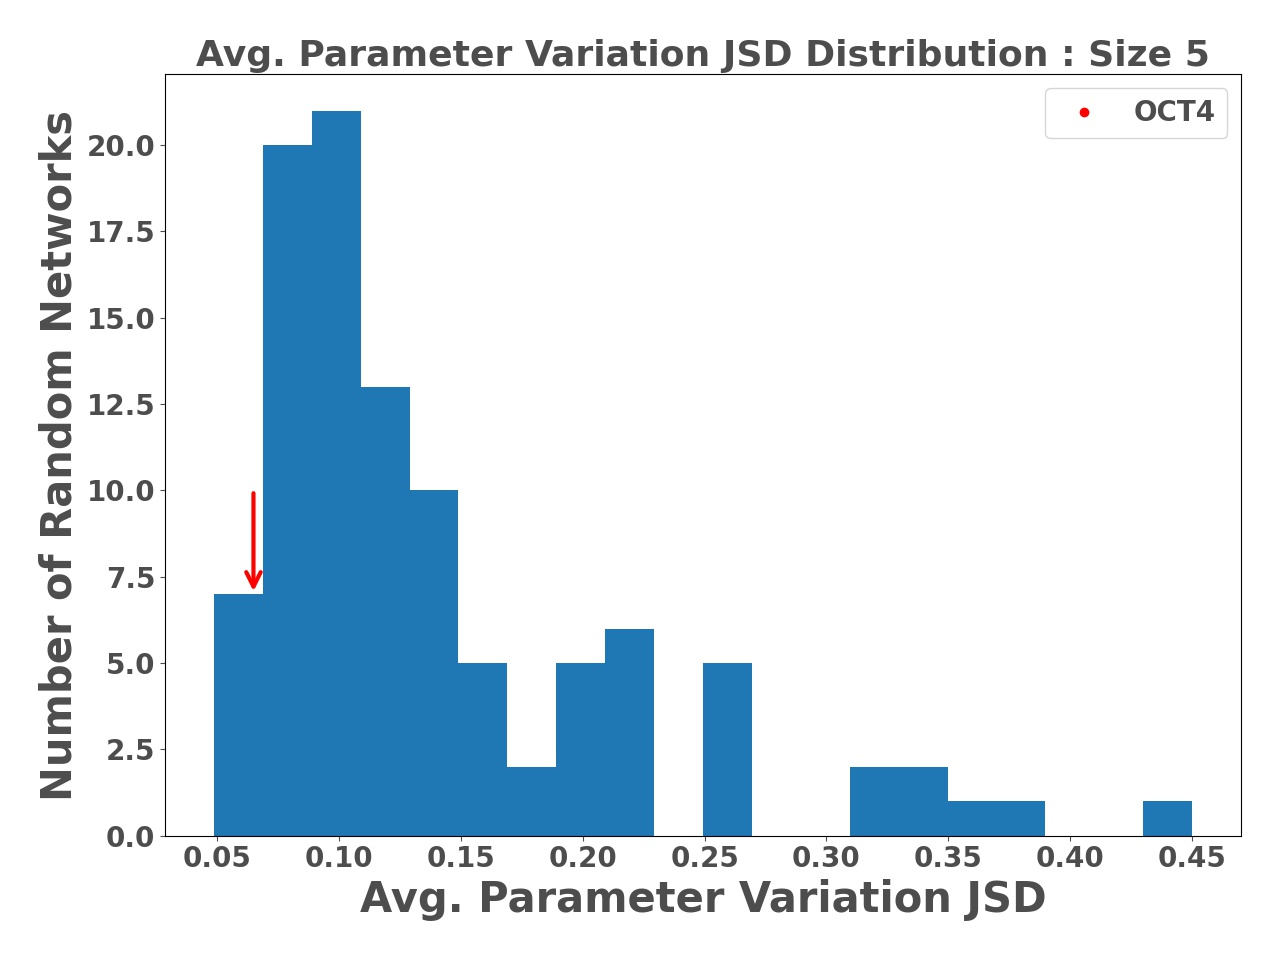 Avg. Parameter Variation JSD Distribution : Size 5
OCT4
Number of Random Networks
20.0
17.5
15.0
12.5
10.0
7.5
5.0
2.5
0.0
0.05 0.10 0.15 0.20 0.25 0.30 0.35 0.40 0.45
Avg. Parameter Variation JSD